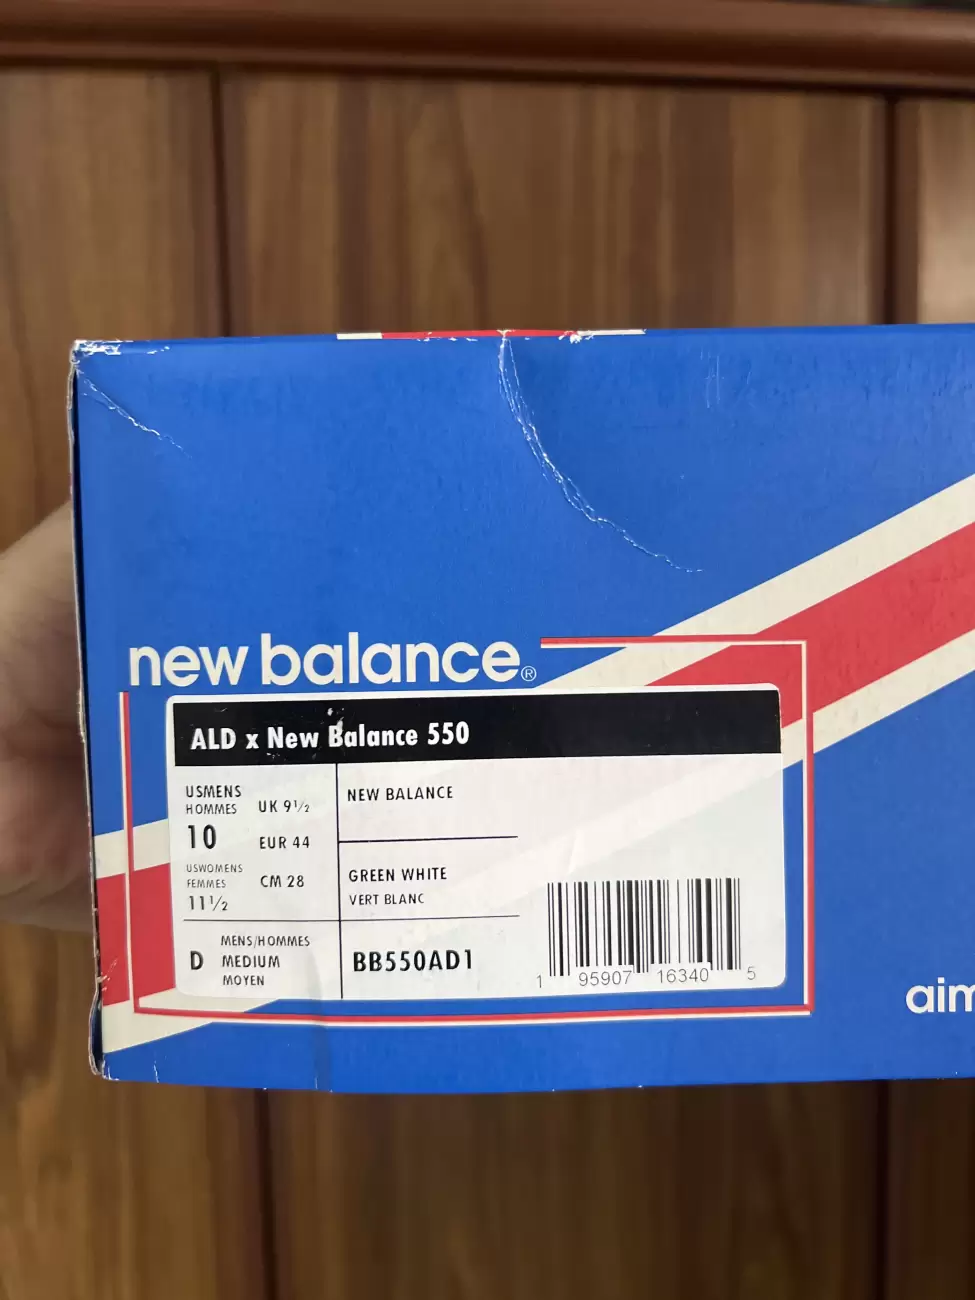 new balance®
ALD x New Balance 550
USMENS
HOMMES
10
UK 9½
EUR 44
USWOMENS
FEMMES
11½
CM 28
D
MENS/HOMMES
MEDIUM
MOYEN
NEW BALANCE
GREEN WHITE
VERT BLANC
BB550AD1
1 95907 16340 5